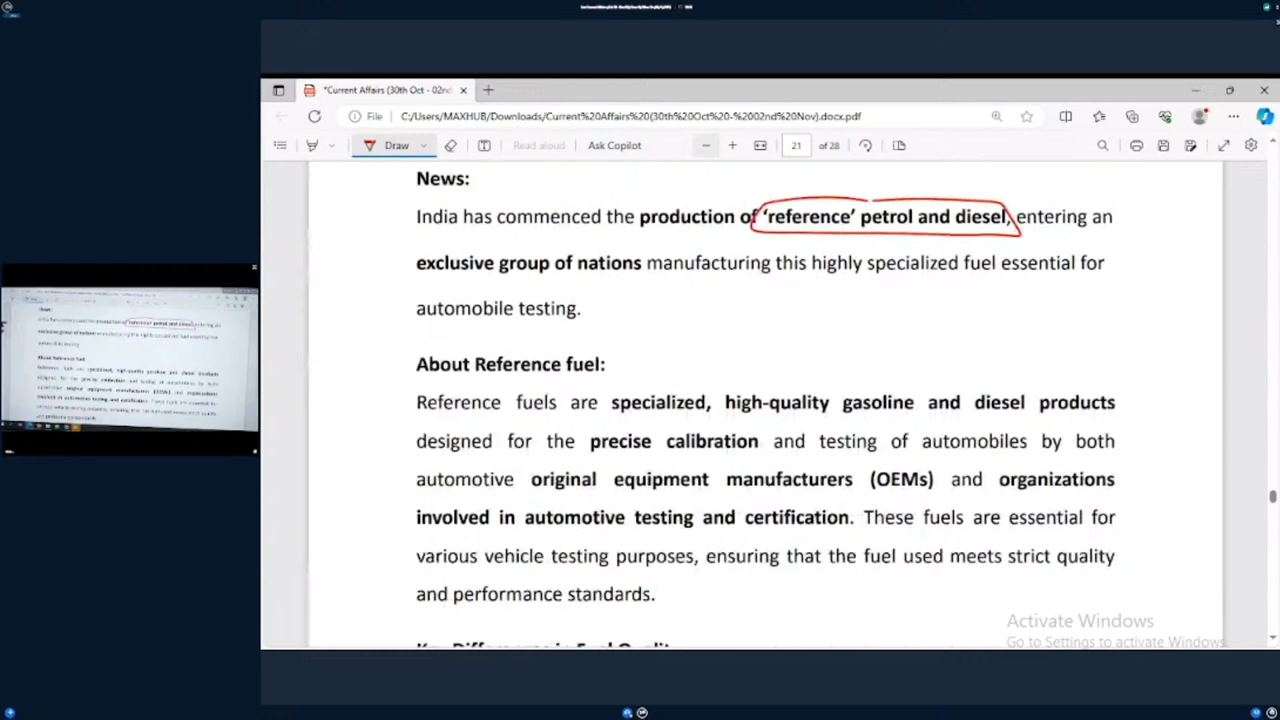 *Current Affairs (30th Oct - 02nd
File
C:/Users/MAXHUB/Downloads/Current%20Affairs%20(30th%20Oct%20-%2002nd%20Nov).docx.pdf
Draw
Read aloud
Ask Copilot
21
of 28
News:
India has commenced the production of ‘reference’ petrol and diesel, entering an
exclusive group of nations manufacturing this highly specialized fuel essential for
automobile testing.
About Reference fuel:
Reference fuels are specialized, high-quality gasoline and diesel products
designed for the precise calibration and testing of automobiles by both
automotive original equipment manufacturers (OEMs) and organizations
involved in automotive testing and certification. These fuels are essential for
various vehicle testing purposes, ensuring that the fuel used meets strict quality
and performance standards.
Activate Windows
Go to Settings to activate Windows.